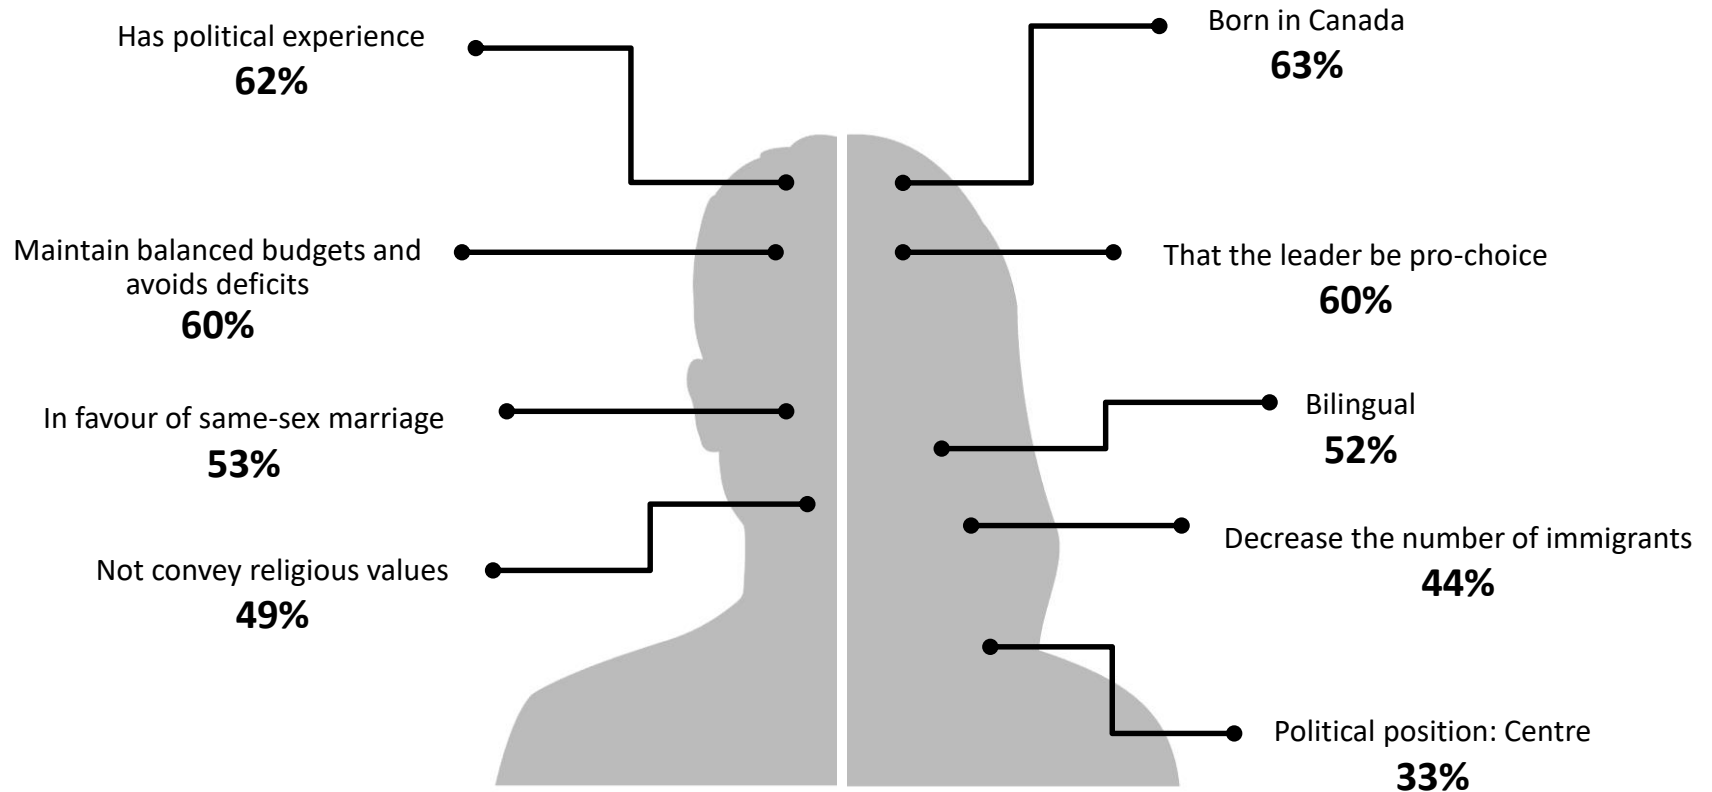 Has political experience
62%
Maintain balanced budgets and
avoids deficits
60%
In favour of same-sex marriage
53%
Not convey religious values
49%
Born in Canada
63%
That the leader be pro-choice
60%
Bilingual
52%
Decrease the number of immigrants
44%
Political position: Centre
33%